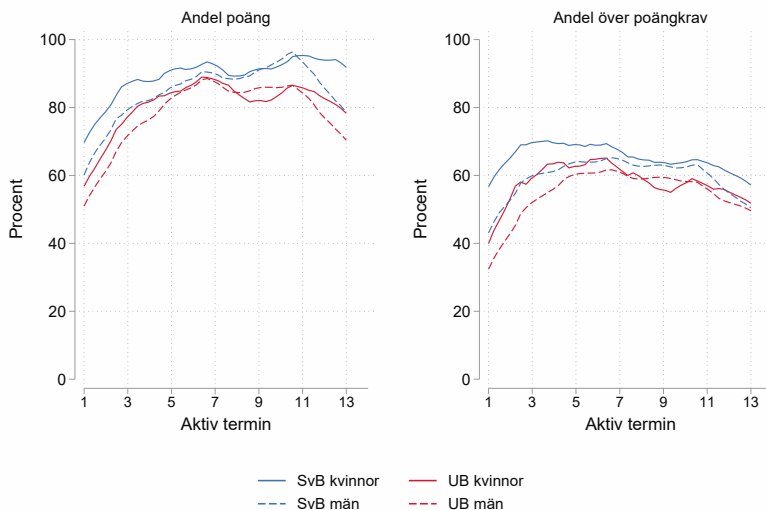 Andel poäng
Procent
100
80
60
40
20
0
1 3 5 7 9 11 13
Aktiv termin
Andel över poängkrav
Procent
100
80
60
40
20
0
1 3 5 7 9 11 13
Aktiv termin
SvB kvinnor UB kvinnor
SvB män UB män